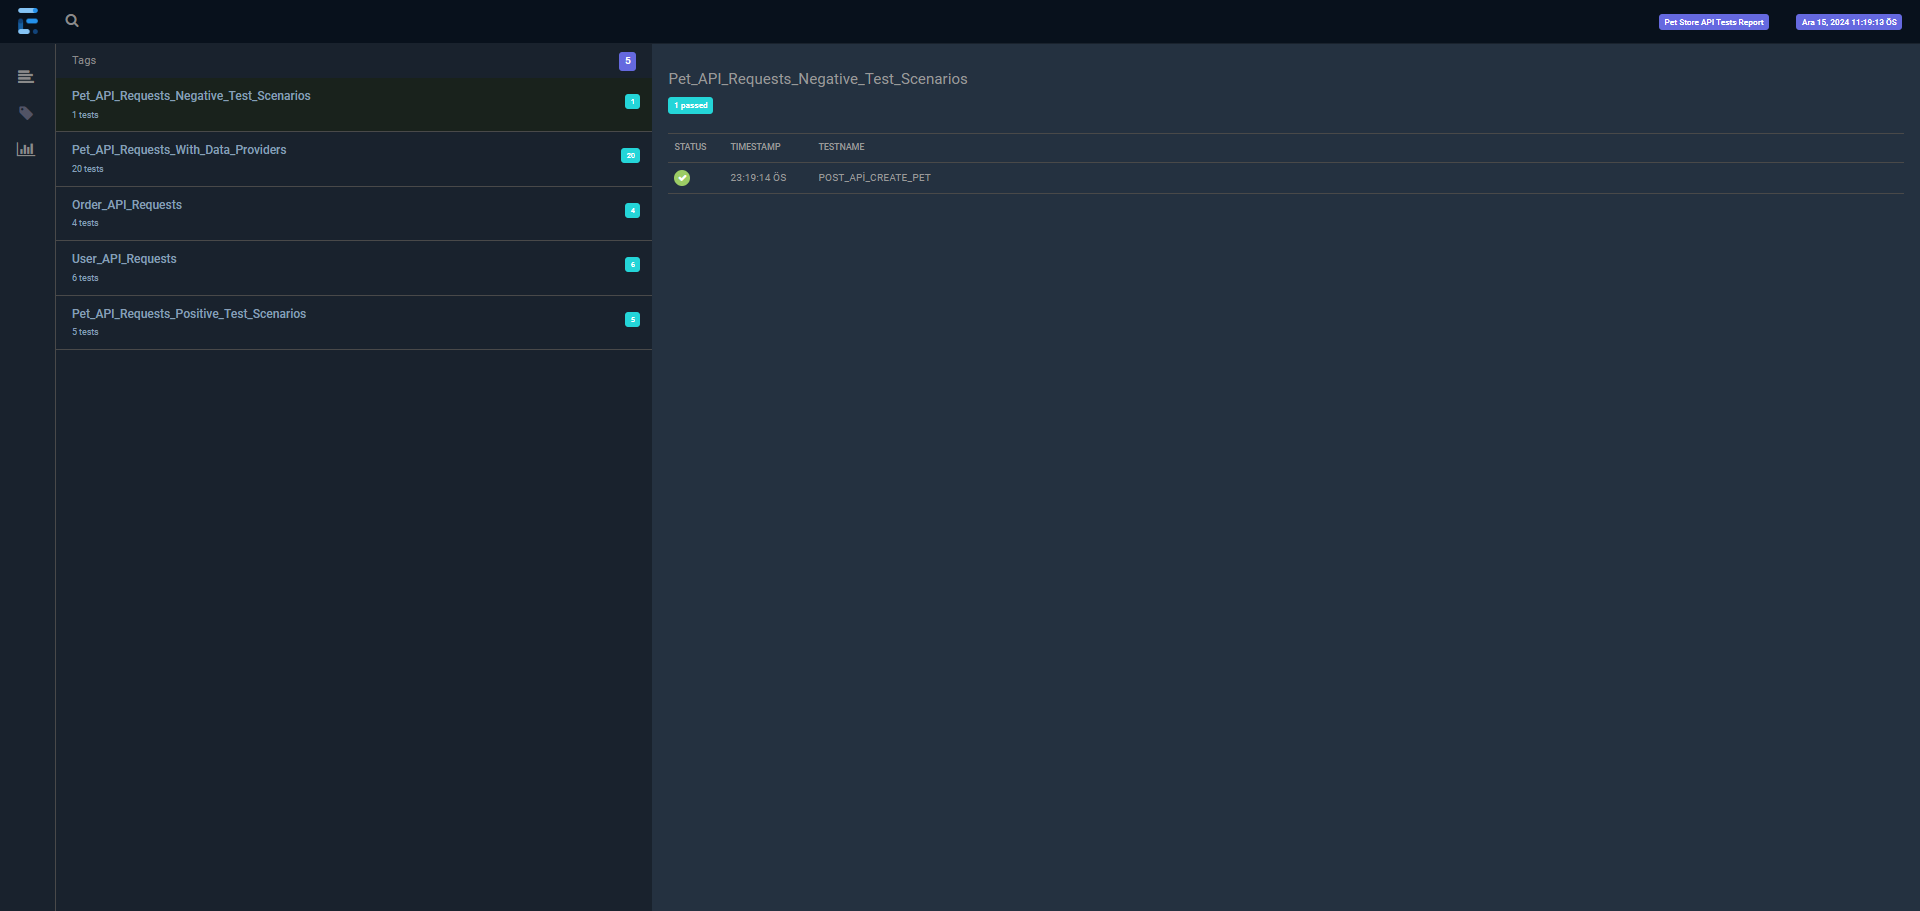 Pet Store API Tests Report
Ara 15, 2024 11:19:13 ÖS
Tags
5
Pet_API_Requests_Negative_Test_Scenarios
1
1 tests
Pet_API_Requests_With_Data_Providers
20
20 tests
Order_API_Requests
4
4 tests
User_API_Requests
6
6 tests
Pet_API_Requests_Positive_Test_Scenarios
5
5 tests
Pet_API_Requests_Negative_Test_Scenarios
1 passed
STATUS TIMESTAMP TESTNAME
23:19:14 ÖS POST_APİ_CREATE_PET